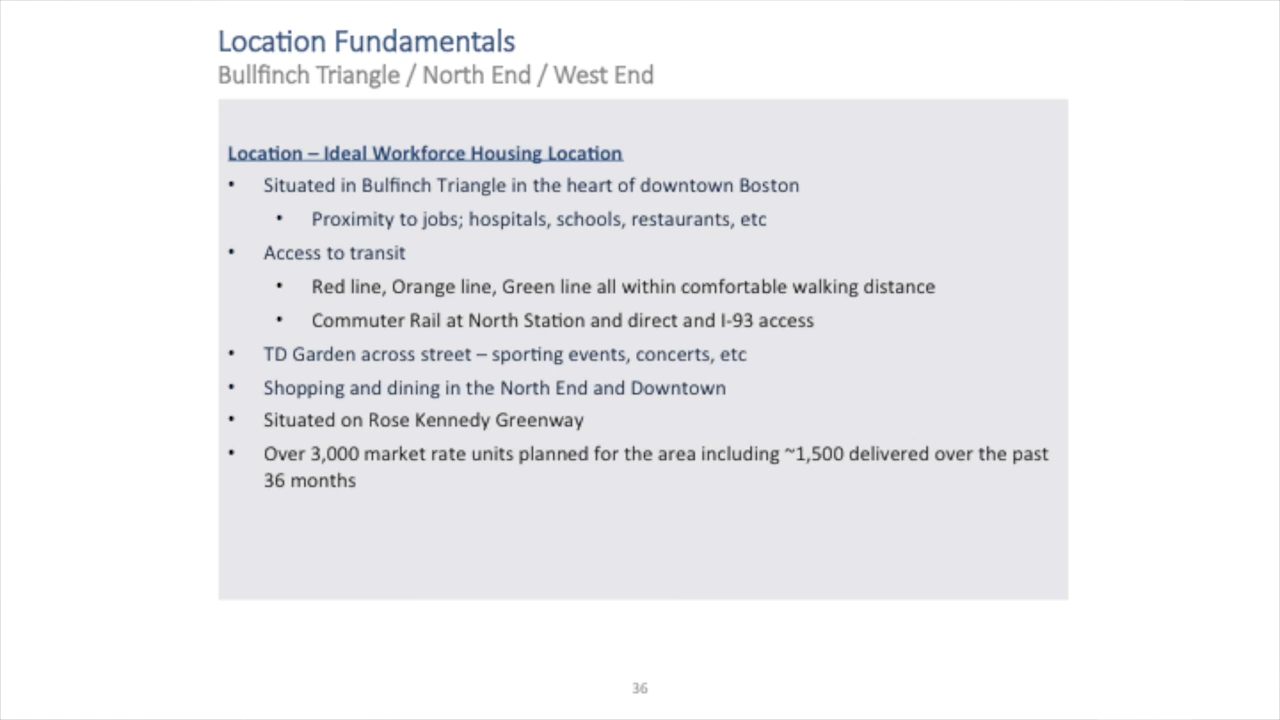 Location Fundamentals
Bullfinch Triangle / North End / West End
Location – Ideal Workforce Housing Location
• Situated in Bulfinch Triangle in the heart of downtown Boston
• Proximity to jobs; hospitals, schools, restaurants, etc
• Access to transit
• Red line, Orange line, Green line all within comfortable walking distance
• Commuter Rail at North Station and direct and I-93 access
• TD Garden across street – sporting events, concerts, etc
• Shopping and dining in the North End and Downtown
• Situated on Rose Kennedy Greenway
• Over 3,000 market rate units planned for the area including ~1,500 delivered over the past
36 months
36